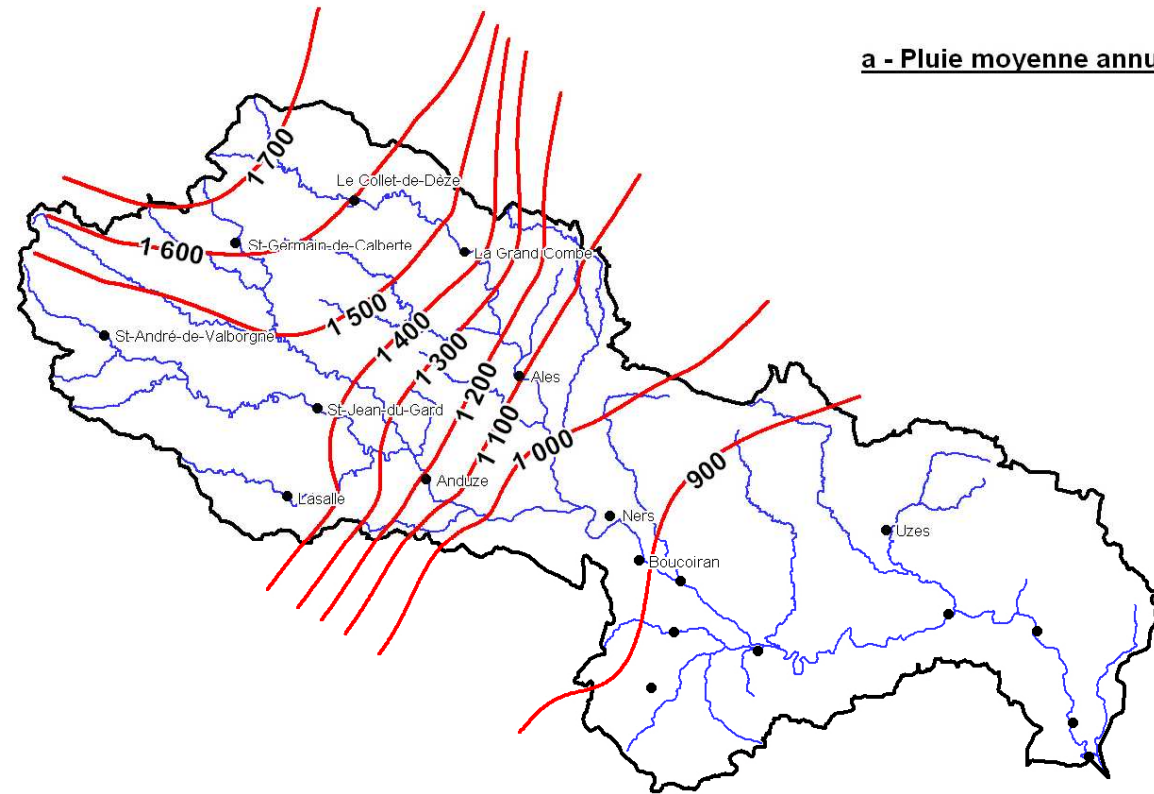 a - Pluie moyenne annu
1 700
Le Collet-de-Dèze
1 600
St-Germain-de-Calberte
La Grand Combe
1 500
St-André-de-Valborgne
1 400
1 300
Ales
1 200
St-Jean-du-Gard
1 100
1 000
900
Anduze
Lasalle
Ners
Uzes
Boucoiran